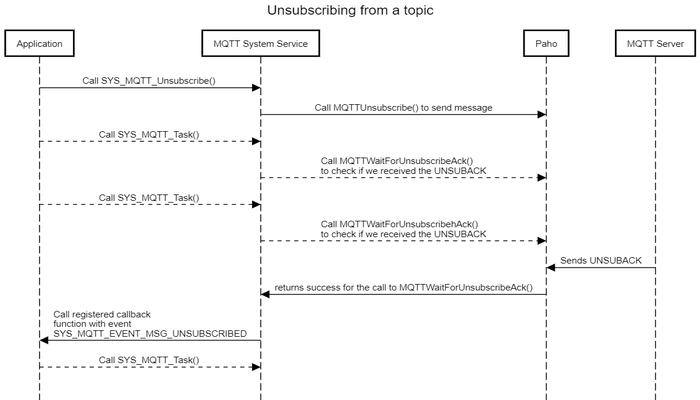 Unsubscribing from a topic
Application
MQTT System Service
Paho
MQTT Server
Call SYS_MQTT_Unsubscribe()
Call MQTTUnsubscribe() to send message
Call SYS_MQTT_Task()
Call MQTTWaitForUnsubscribeAck()
to check if we received the UNSUBACK
Call SYS_MQTT_Task()
Call MQTTWaitForUnsubscribehAck()
to check if we received the UNSUBACK
Sends UNSUBACK
returns success for the call to MQTTWaitForUnsubscribeAck()
Call registered callback
function with event
SYS_MQTT_EVENT_MSG_UNSUBSCRIBED
Call SYS_MQTT_Task()